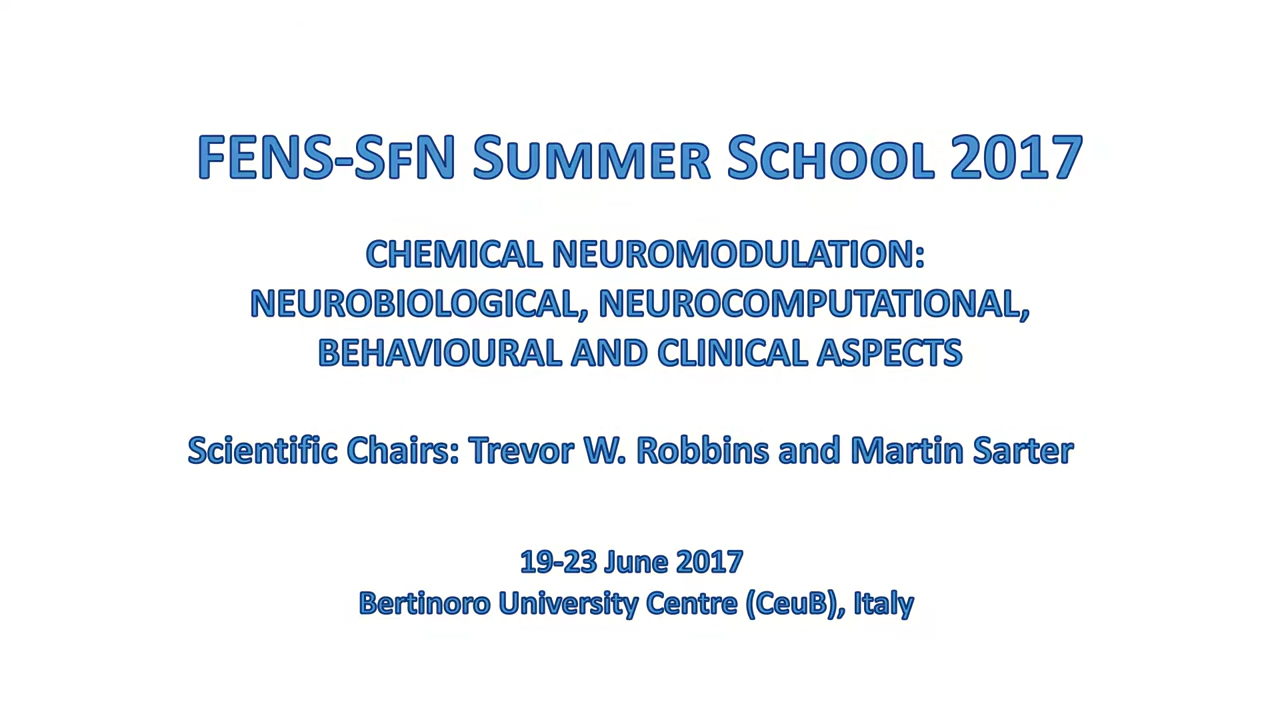 FENS-SfN Summer School 2017
CHEMICAL NEUROMODULATION:
NEUROBIOLOGICAL, NEUROCOMPUTATIONAL,
BEHAVIOURAL AND CLINICAL ASPECTS
Scientific Chairs: Trevor W. Robbins and Martin Sarter
19-23 June 2017
Bertinoro University Centre (CeuB), Italy